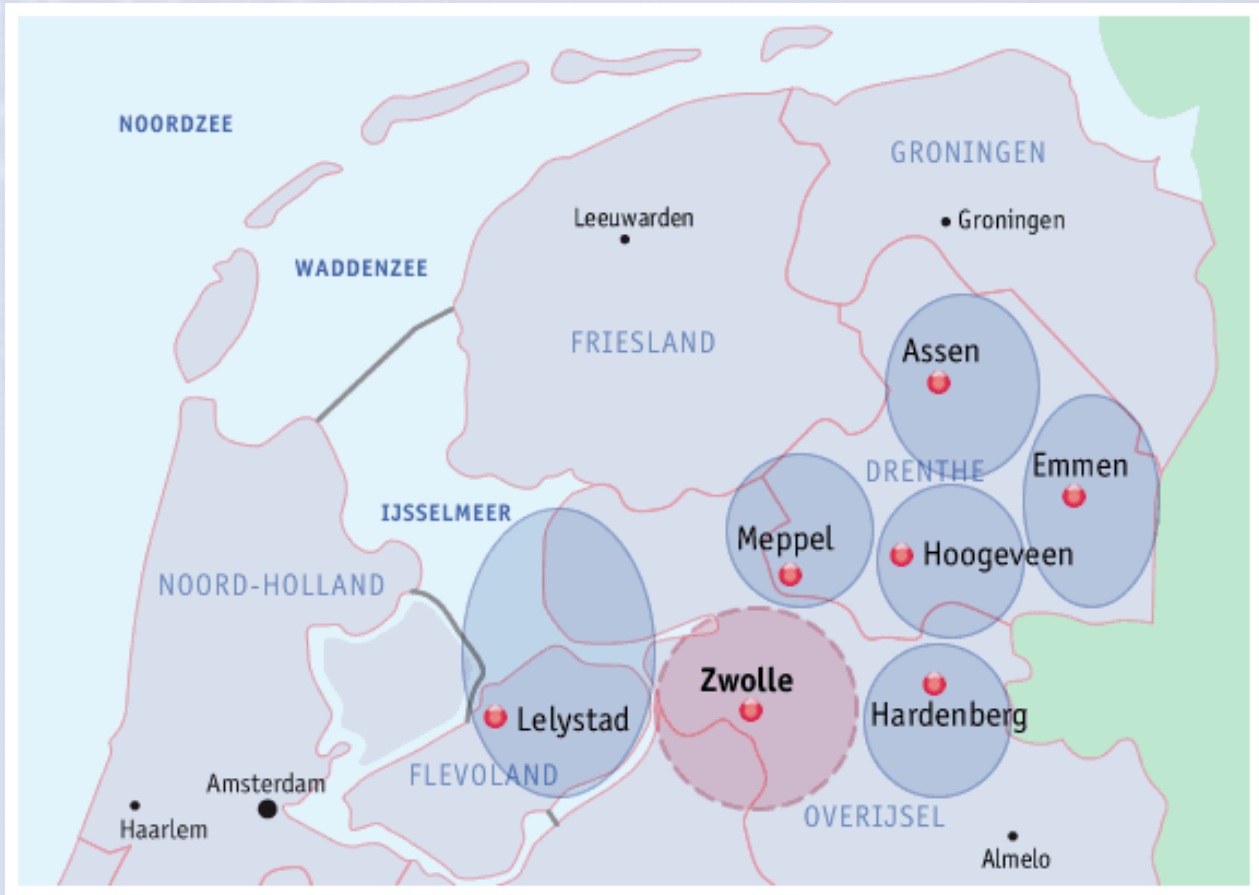 NOORDZEE
GRONINGEN
Leeuwarden
Groningen
WADDENZEE
FRIESLAND
Assen
DRENTHE
Emmen
IJSSELMEER
Meppel
Hoogeveen
NOORD-HOLLAND
Zwolle
Lelystad
Hardenberg
FLEVOLAND
Amsterdam
OVERIJSEL
Haarlem
Almelo